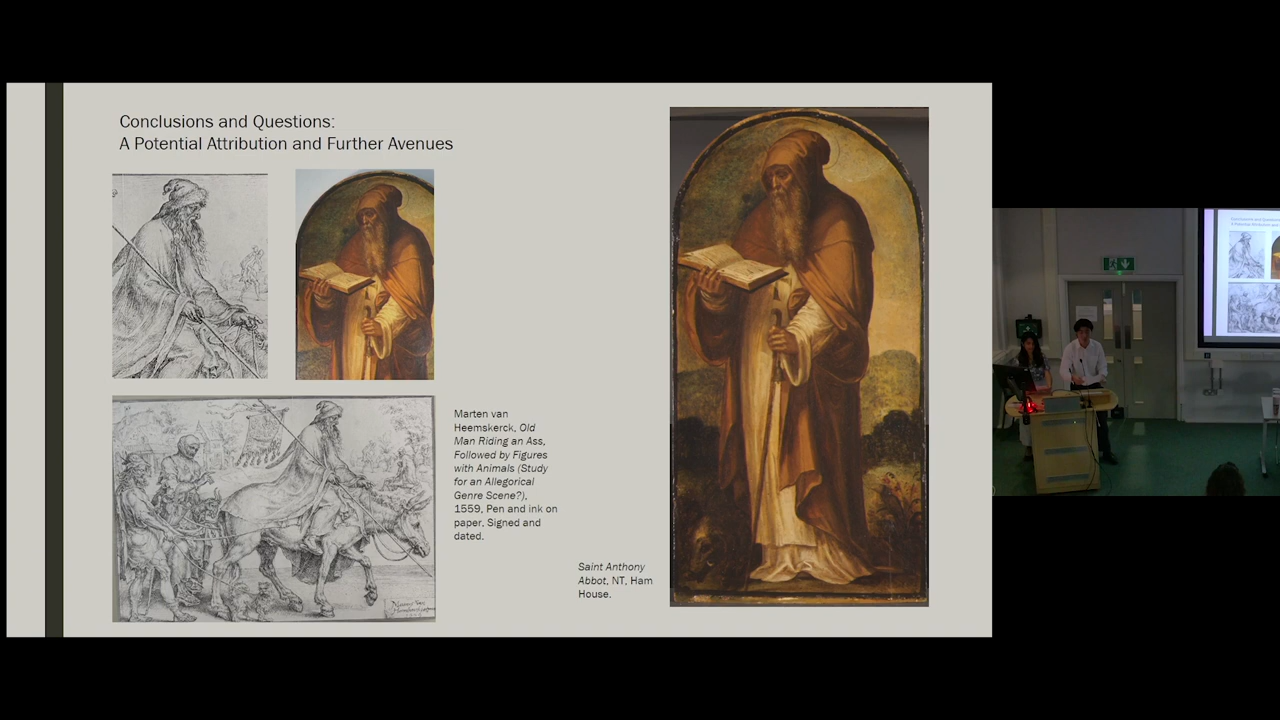 Conclusions and Questions:
A Potential Attribution and Further Avenues
Marten van
Heemskerck, Old
Man Riding an Ass,
Followed by Figures
with Animals (Study
for an Allegorical
Genre Scene?),
1559, Pen and ink on
paper. Signed and
dated.
Saint Anthony
Abbot, NT, Ham
House.